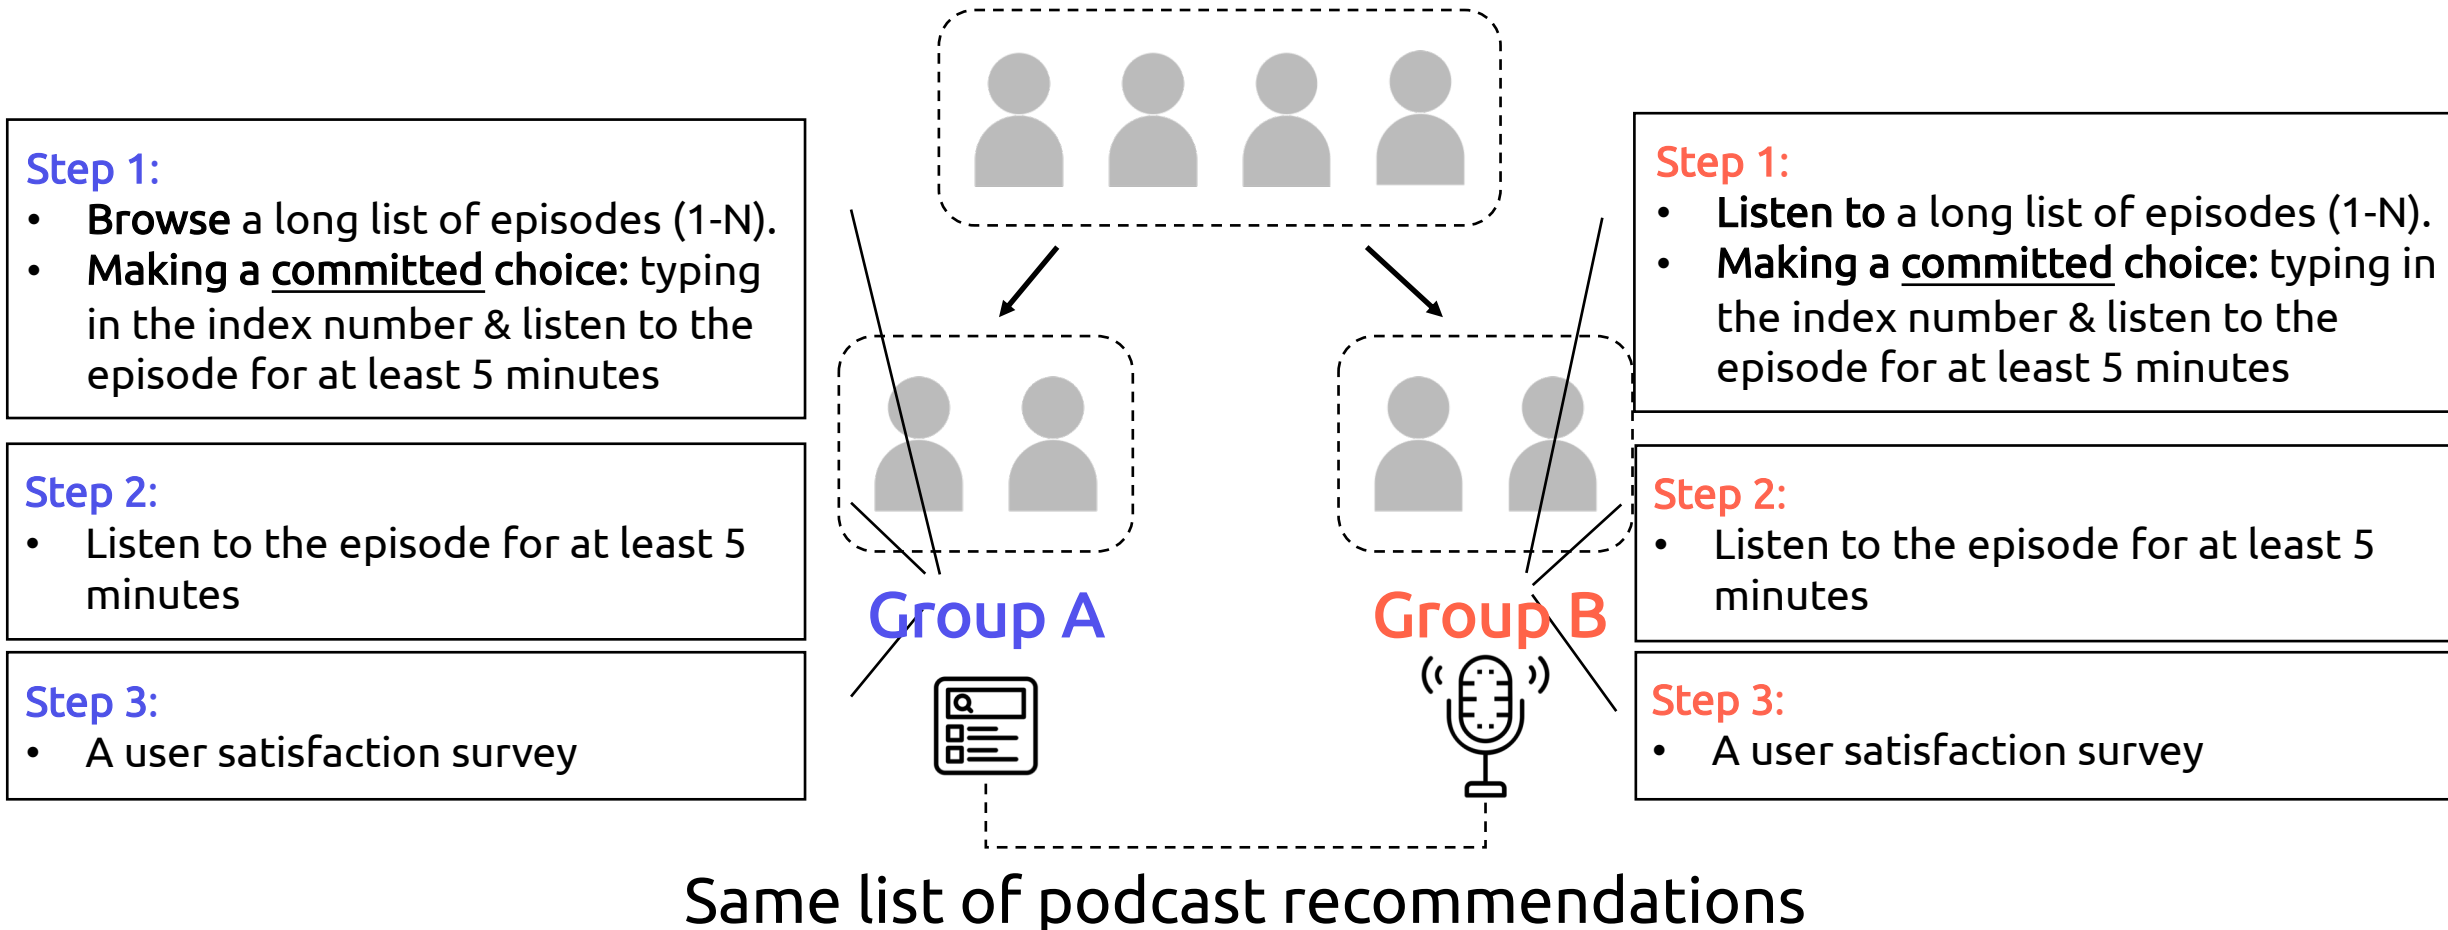 Step 1:
• Browse a long list of episodes (1-N).
• Making a committed choice: typing
in the index number & listen to the
episode for at least 5 minutes
Step 2:
• Listen to the episode for at least 5
minutes
Step 3:
• A user satisfaction survey
Group A
Group B
Step 1:
• Listen to a long list of episodes (1-N).
• Making a committed choice: typing in
the index number & listen to the
episode for at least 5 minutes
Step 2:
• Listen to the episode for at least 5
minutes
Step 3:
• A user satisfaction survey
Same list of podcast recommendations